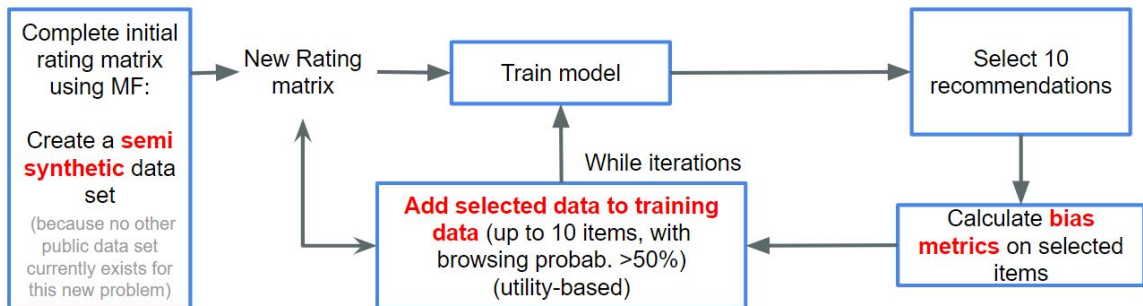 Complete initial
rating matrix
using MF:
Create a semi
synthetic data
set
(because no other
public data set
currently exists for
this new problem)
New Rating
matrix
Train model
Select 10
recommendations
While iterations
Add selected data to training
data (up to 10 items, with
browsing probab. >50%)
(utility-based)
Calculate bias
metrics on selected
items